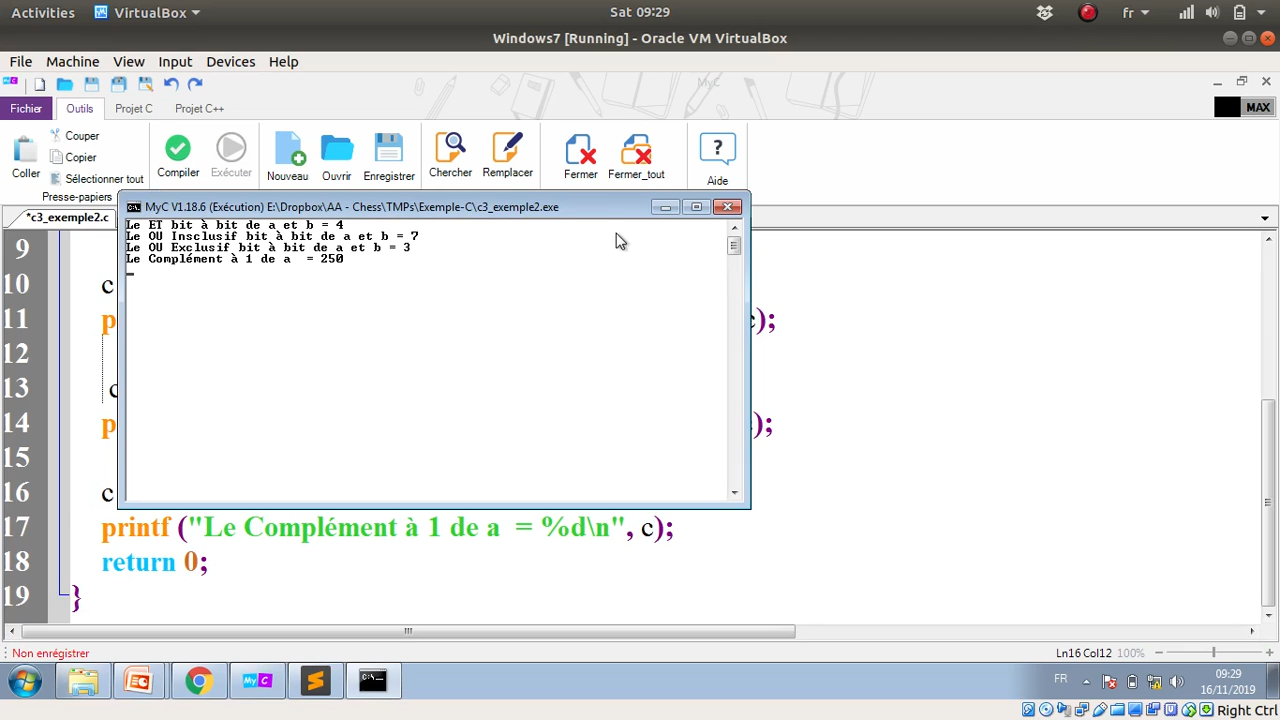 Activities VirtualBox Sat 09:29 fr
Windows7 [Running] - Oracle VM VirtualBox
File Machine View Input Devices Help
MyC
Fichier Outils Projet C Projet C++ MAX
Coller Couper Copier Sélectionner tout Compiler Exécuter Nouveau Ouvrir Enregistrer Chercher Remplacer Fermer Fermer_tout Aide
Presse-papiers
*c3_exemple2.c
MyC V1.18.6 (Exécution) E:\Dropbox\AA - Chess\TMPs\Exemple-C\c3_exemple2.exe
Le ET bit à bit de a et b = 4
Le OU Insclusif bit à bit de a et b = 7
Le OU Exclusif bit à bit de a et b = 3
Le Complément à 1 de a  = 250
9
10 c
11 p c);
12
13 c
14 p );
15
16 c
17 printf ("Le Complément à 1 de a  = %d\n", c);
18 return 0;
19 }
Non enrégistrer Ln16 Col12 100%
MyC FR 09:29
16/11/2019
Right Ctrl